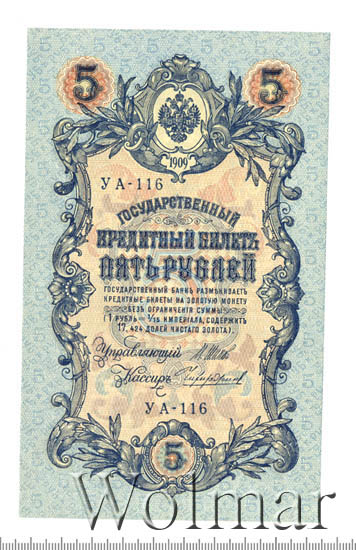 5 5
1909
УА-116
ГОСУДАРСТВЕННЫЙ
КРЕДИТНЫЙ БИЛЕТЪ
ПЯТЬ РУБЛЕЙ
ГОСУДАРСТВЕННЫЙ БАНКЪ РАЗМѢНИВАЕТЪ
КРЕДИТНЫЕ БИЛЕТЫ НА ЗОЛОТУЮ МОНЕТУ
БЕЗЪ ОГРАНИЧЕНІЯ СУММЫ
(1 РУБЛЬ = 1/15 ИМПЕРІАЛА, СОДЕРЖИТЪ
17,424 ДОЛЕЙ ЧИСТАГО ЗОЛОТА).
Управляющій
Кассиръ
УА-116
5
Wolmar